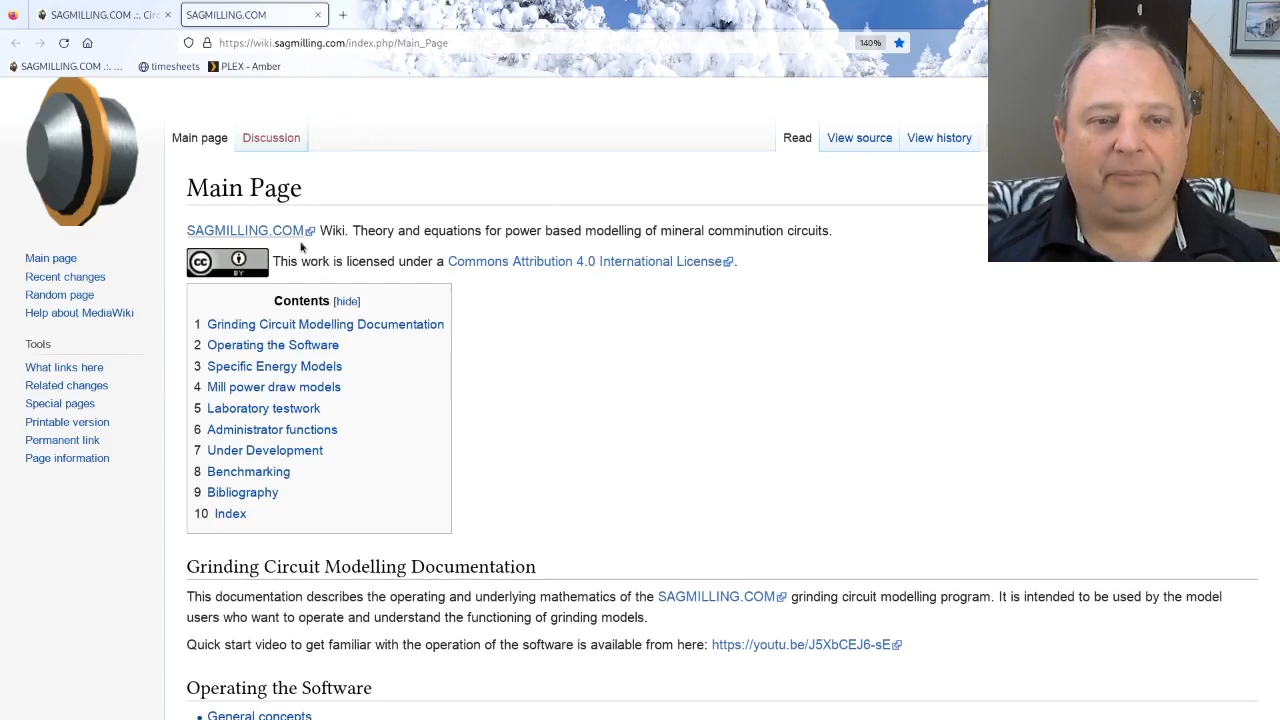 SAGMILLING.COM .:. Circ
SAGMILLING.COM
https://wiki.sagmilling.com/index.php/Main_Page
140%
SAGMILLING.COM .:. ...
timesheets
PLEX - Amber
Main page
Discussion
Read
View source
View history
Main Page
SAGMILLING.COM Wiki. Theory and equations for power based modelling of mineral comminution circuits.
cc BY This work is licensed under a Commons Attribution 4.0 International License.
Main page
Recent changes
Random page
Help about MediaWiki
Tools
What links here
Related changes
Special pages
Printable version
Permanent link
Page information
Contents [hide]
1 Grinding Circuit Modelling Documentation
2 Operating the Software
3 Specific Energy Models
4 Mill power draw models
5 Laboratory testwork
6 Administrator functions
7 Under Development
8 Benchmarking
9 Bibliography
10 Index
Grinding Circuit Modelling Documentation
This documentation describes the operating and underlying mathematics of the SAGMILLING.COM grinding circuit modelling program. It is intended to be used by the model
users who want to operate and understand the functioning of grinding models.
Quick start video to get familiar with the operation of the software is available from here: https://youtu.be/J5XbCEJ6-sE
Operating the Software
General concepts